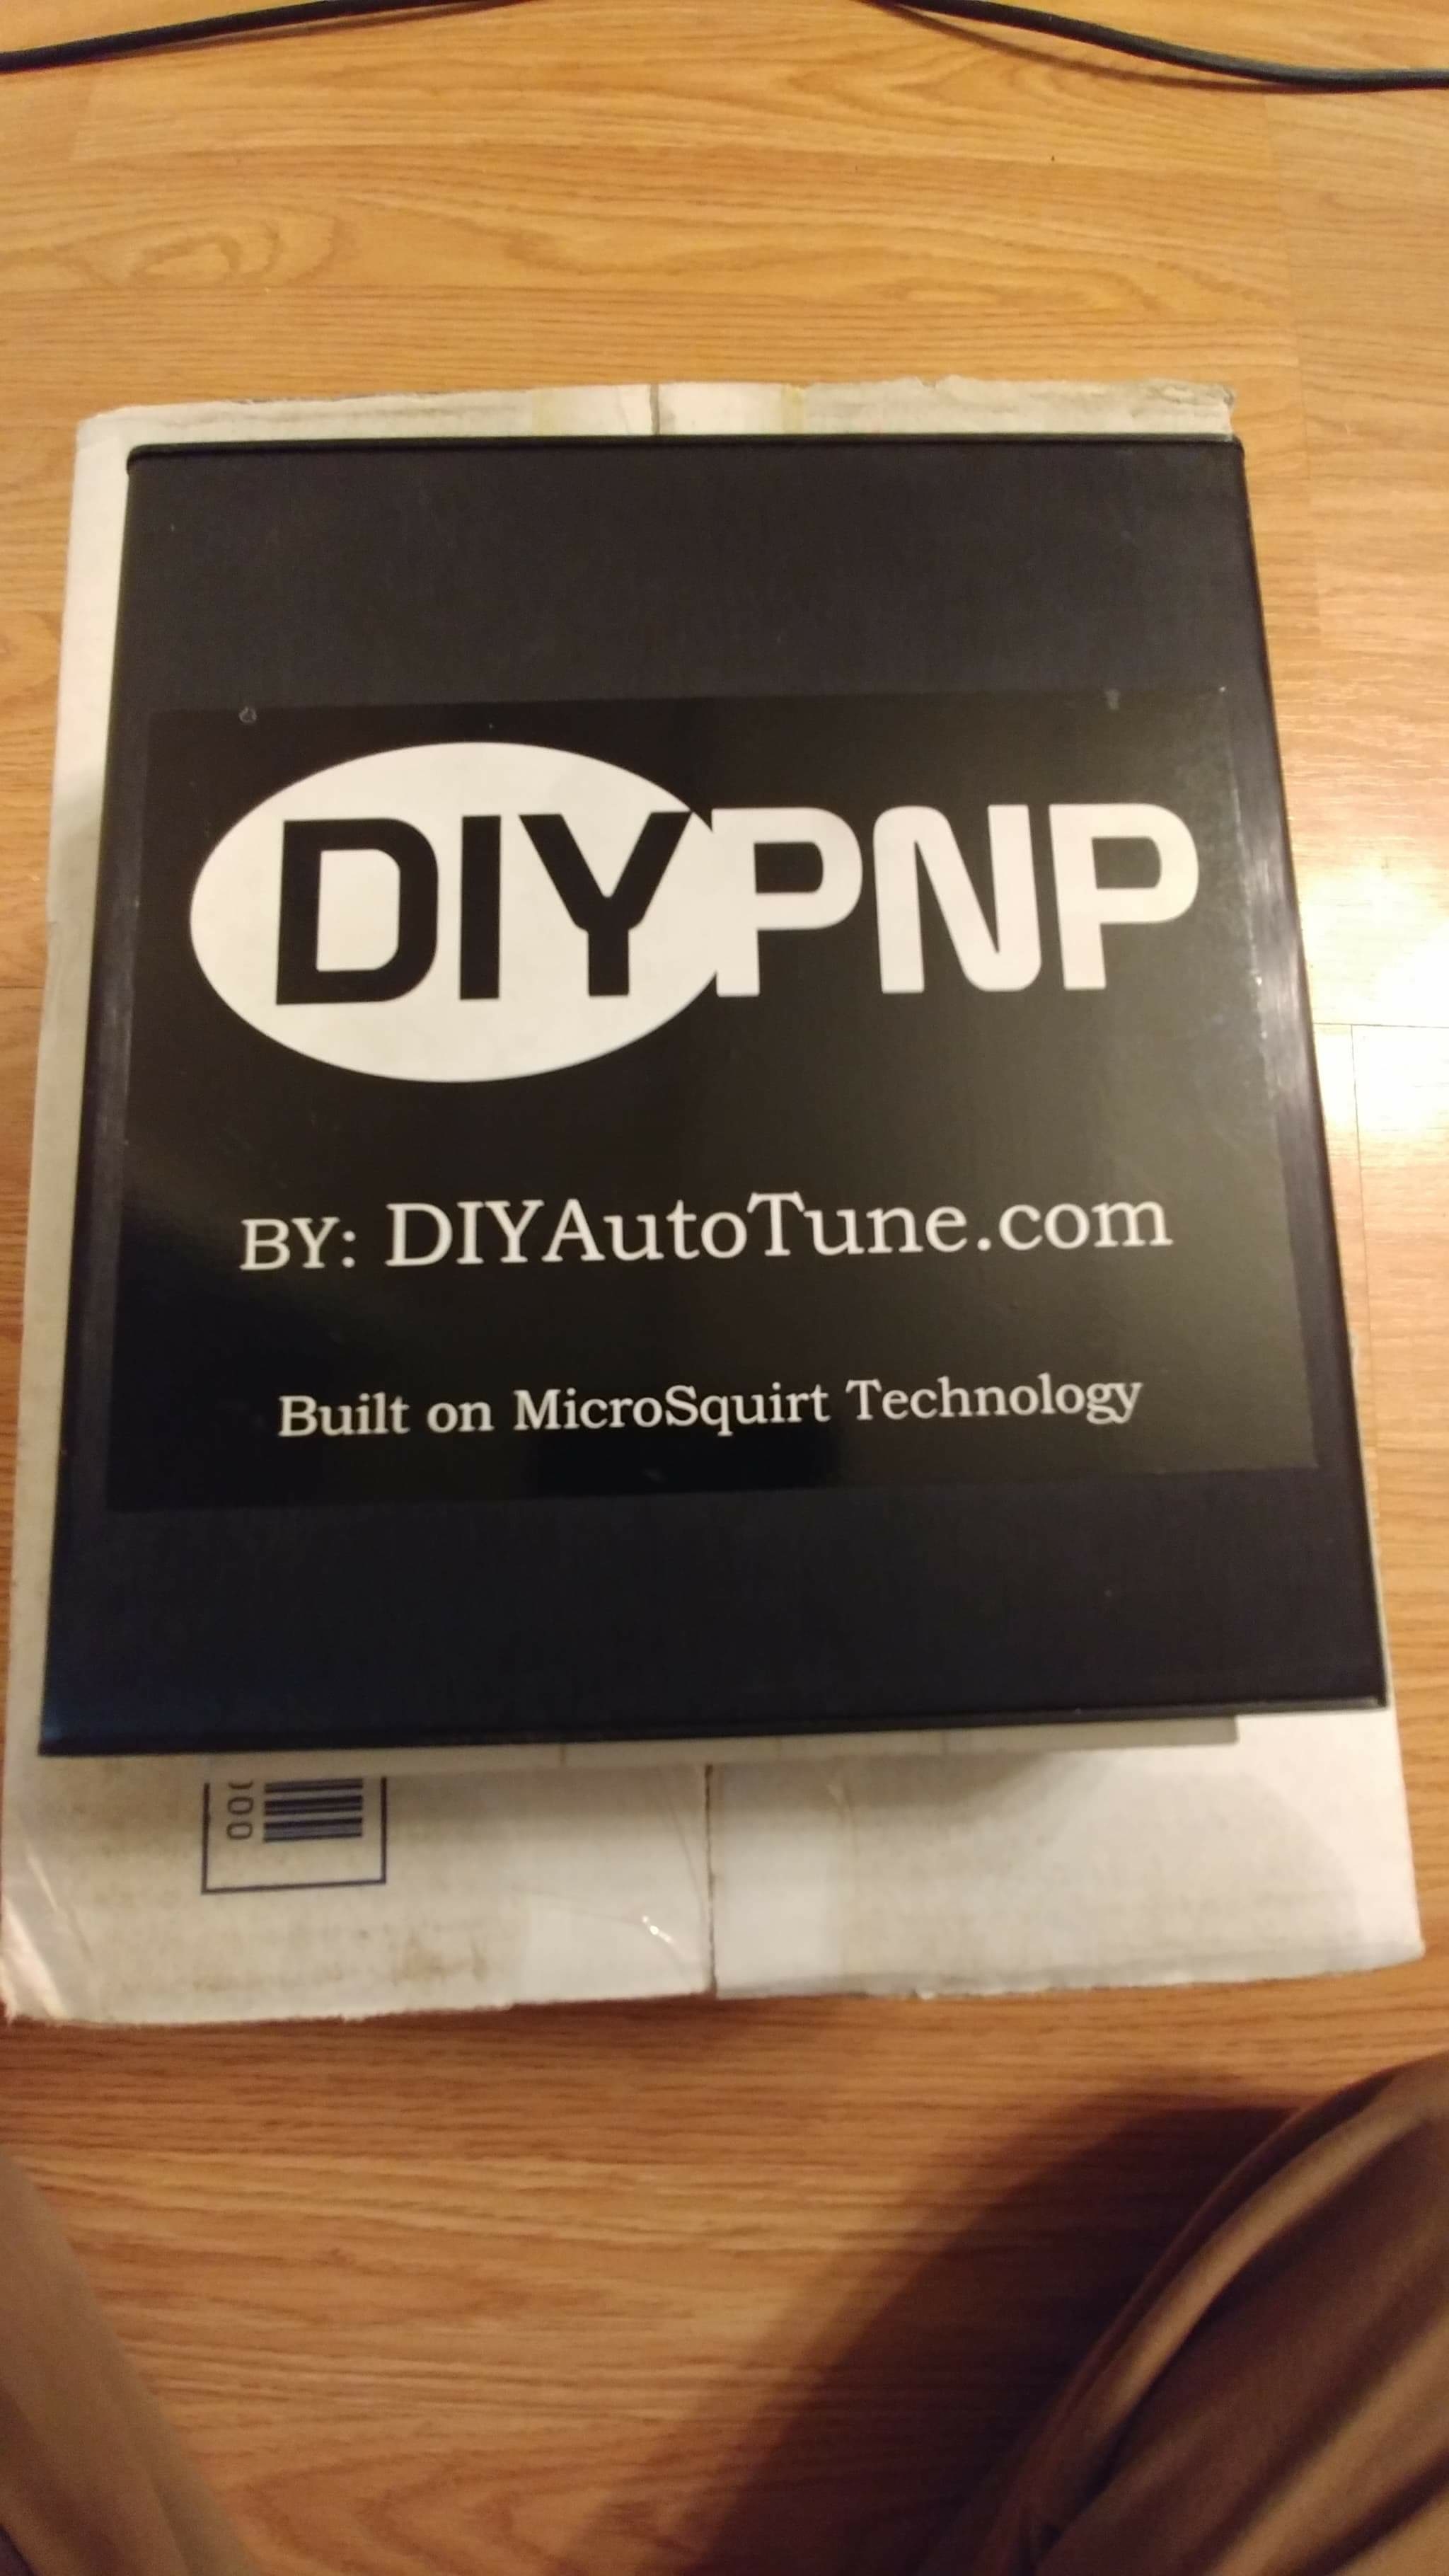 DIYPNP
BY: DIYAutoTune.com
Built on MicroSquirt Technology